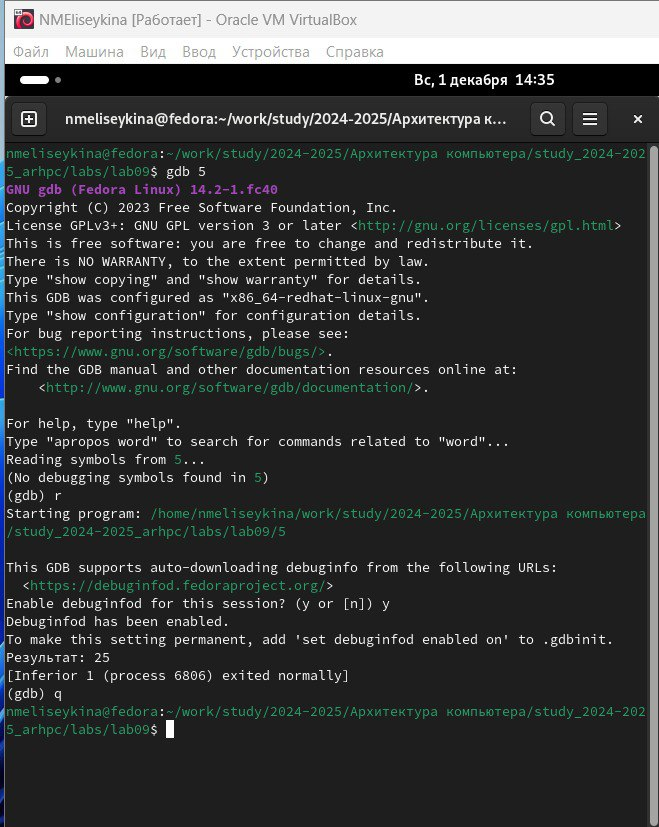 NMEliseykina [Работает] - Oracle VM VirtualBox
Файл Машина Вид Ввод Устройства Справка
Вс, 1 декабря 14:35
nmeliseykina@fedora:~/work/study/2024-2025/Архитектура к...
nmeliseykina@fedora:~/work/study/2024-2025/Архитектура компьютера/study_2024-202
5_arhpc/labs/lab09$ gdb 5
GNU gdb (Fedora Linux) 14.2-1.fc40
Copyright (C) 2023 Free Software Foundation, Inc.
License GPLv3+: GNU GPL version 3 or later <http://gnu.org/licenses/gpl.html>
This is free software: you are free to change and redistribute it.
There is NO WARRANTY, to the extent permitted by law.
Type "show copying" and "show warranty" for details.
This GDB was configured as "x86_64-redhat-linux-gnu".
Type "show configuration" for configuration details.
For bug reporting instructions, please see:
<https://www.gnu.org/software/gdb/bugs/>.
Find the GDB manual and other documentation resources online at:
    <http://www.gnu.org/software/gdb/documentation/>.
For help, type "help".
Type "apropos word" to search for commands related to "word"...
Reading symbols from 5...
(No debugging symbols found in 5)
(gdb) r
Starting program: /home/nmeliseykina/work/study/2024-2025/Архитектура компьютера
/study_2024-2025_arhpc/labs/lab09/5
This GDB supports auto-downloading debuginfo from the following URLs:
  <https://debuginfod.fedoraproject.org/>
Enable debuginfod for this session? (y or [n]) y
Debuginfod has been enabled.
To make this setting permanent, add 'set debuginfod enabled on' to .gdbinit.
Результат: 25
[Inferior 1 (process 6806) exited normally]
(gdb) q
nmeliseykina@fedora:~/work/study/2024-2025/Архитектура компьютера/study_2024-202
5_arhpc/labs/lab09$